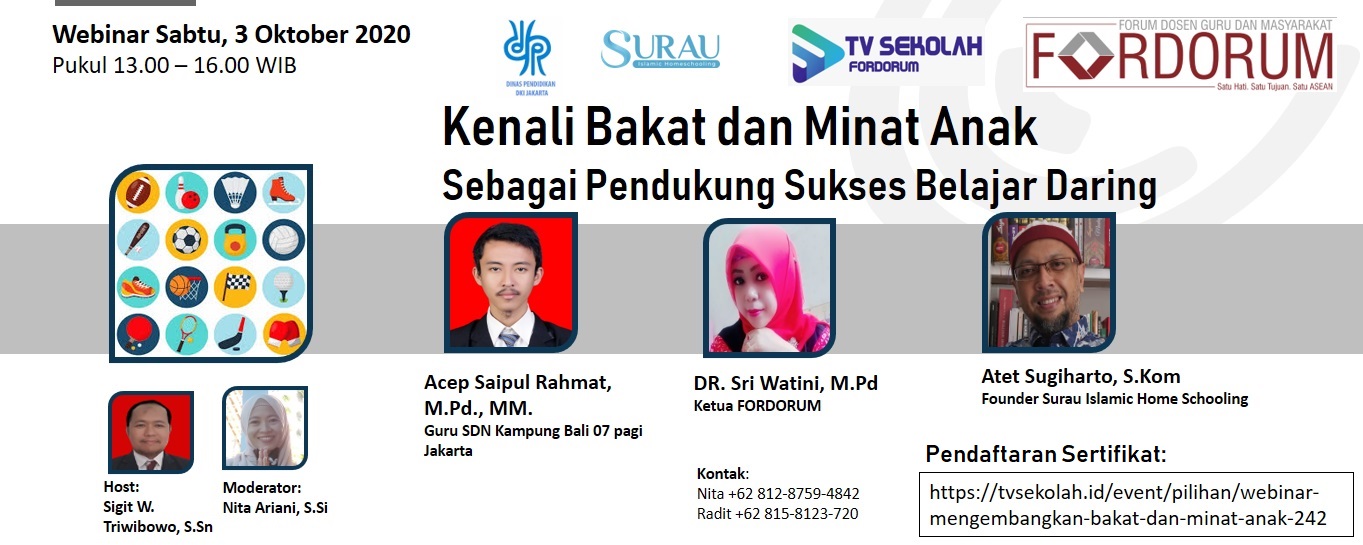 Webinar Sabtu, 3 Oktober 2020
Pukul 13.00 – 16.00 WIB
DINAS PENDIDIKAN
DKI JAKARTA
SURAU
Islamic Homeschooling
TV SEKOLAH
FORDORUM
FORUM DOSEN GURU DAN MASYARAKAT
FORDORUM
Satu Hati. Satu Tujuan. Satu ASEAN
Kenali Bakat dan Minat Anak
Sebagai Pendukung Sukses Belajar Daring
Acep Saipul Rahmat,
M.Pd., MM.
Guru SDN Kampung Bali 07 pagi
Jakarta
DR. Sri Watini, M.Pd
Ketua FORDORUM
Atet Sugiharto, S.Kom
Founder Surau Islamic Home Schooling
Host:
Sigit W.
Triwibowo, S.Sn
Moderator:
Nita Ariani, S.Si
Kontak:
Nita +62 812-8759-4842
Radit +62 815-8123-720
Pendaftaran Sertifikat:
https://tvsekolah.id/event/pilihan/webinar-
mengembangkan-bakat-dan-minat-anak-242